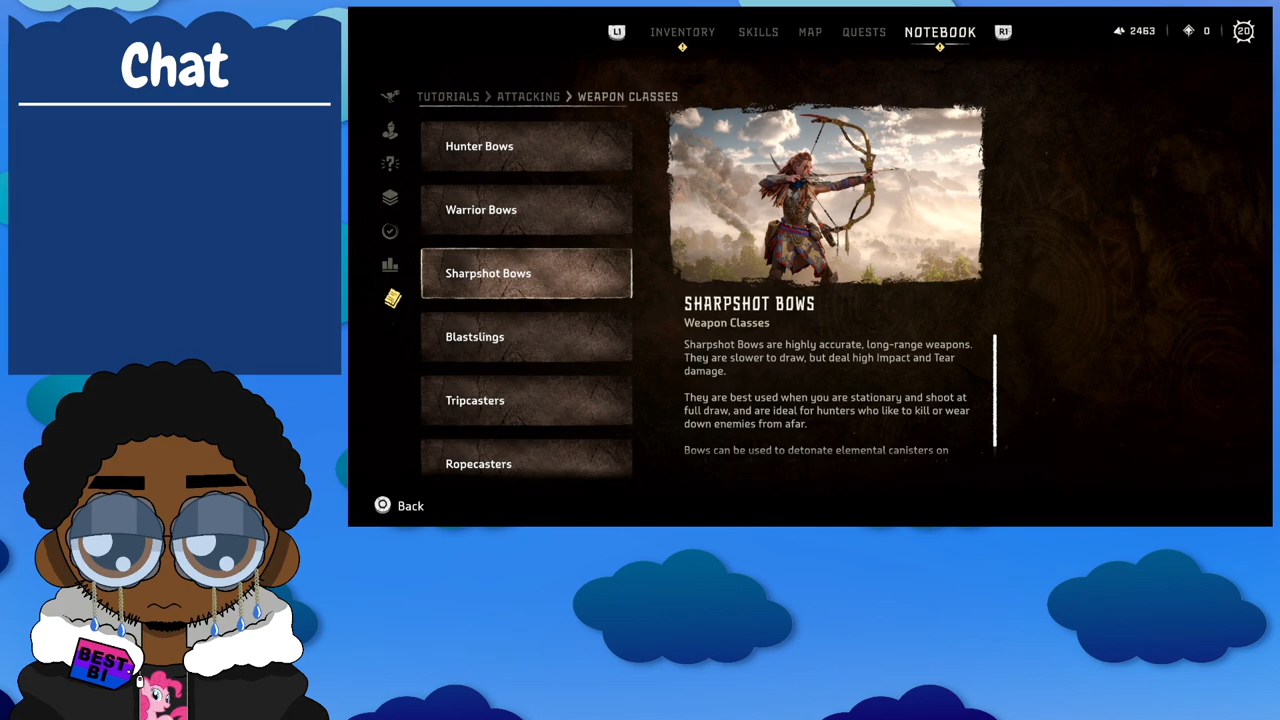 Chat
L1 INVENTORY SKILLS MAP QUESTS NOTEBOOK R1 2463 0 20
TUTORIALS > ATTACKING > WEAPON CLASSES
Hunter Bows
Warrior Bows
Sharpshot Bows
Blastslings
Tripcasters
Ropecasters
SHARPSHOT BOWS
Weapon Classes
Sharpshot Bows are highly accurate, long-range weapons.
They are slower to draw, but deal high Impact and Tear
damage.
They are best used when you are stationary and shoot at
full draw, and are ideal for hunters who like to kill or wear
down enemies from afar.
Bows can be used to detonate elemental canisters on
Back
BEST
BI